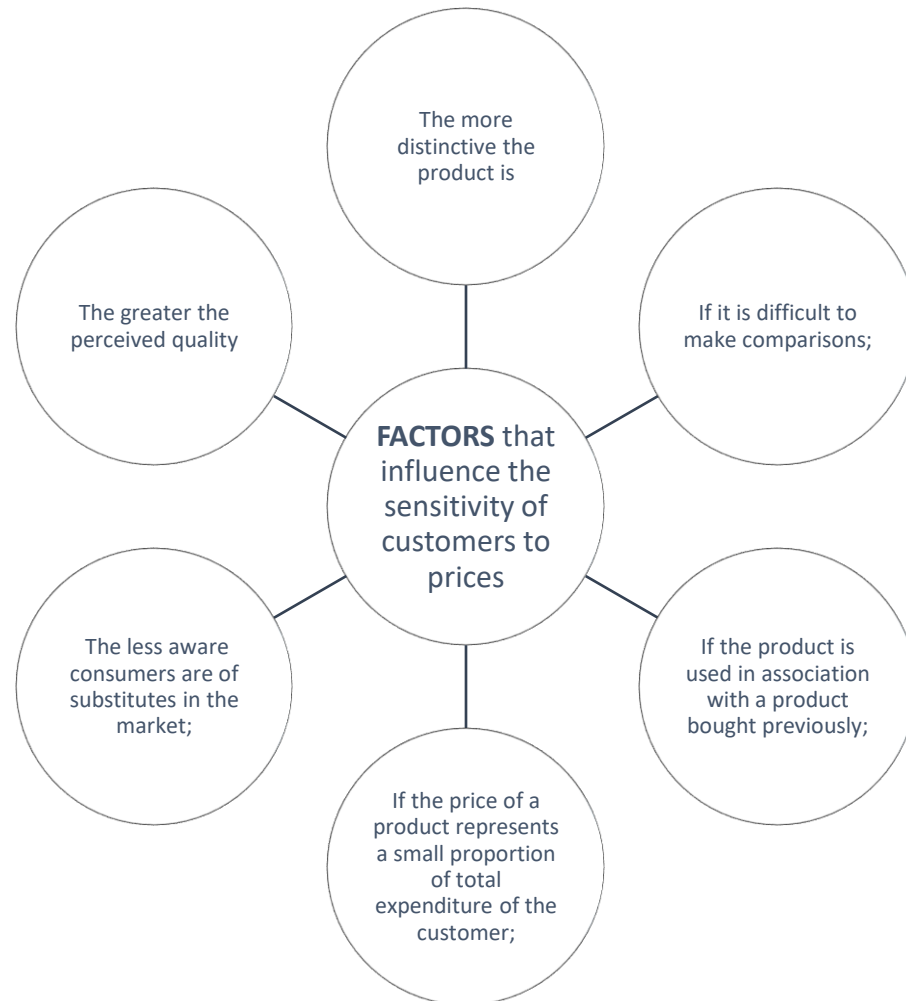 The more
distinctive the
product is
If it is difficult to
make comparisons;
If the product is
used in association
with a product
bought previously;
If the price of a
product represents
a small proportion
of total
expenditure of the
customer;
The less aware
consumers are of
substitutes in the
market;
The greater the
perceived quality
FACTORS that
influence the
sensitivity of
customers to
prices